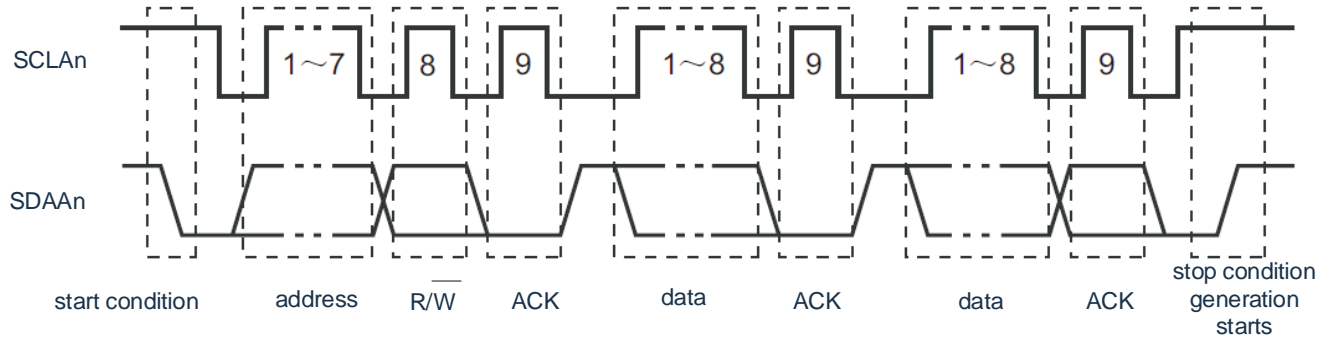 SCLAn
1～7
8
9
1～8
9
1～8
9
SDAAn
start condition
address
R/W̅
ACK
data
ACK
data
ACK
stop condition
generation
starts